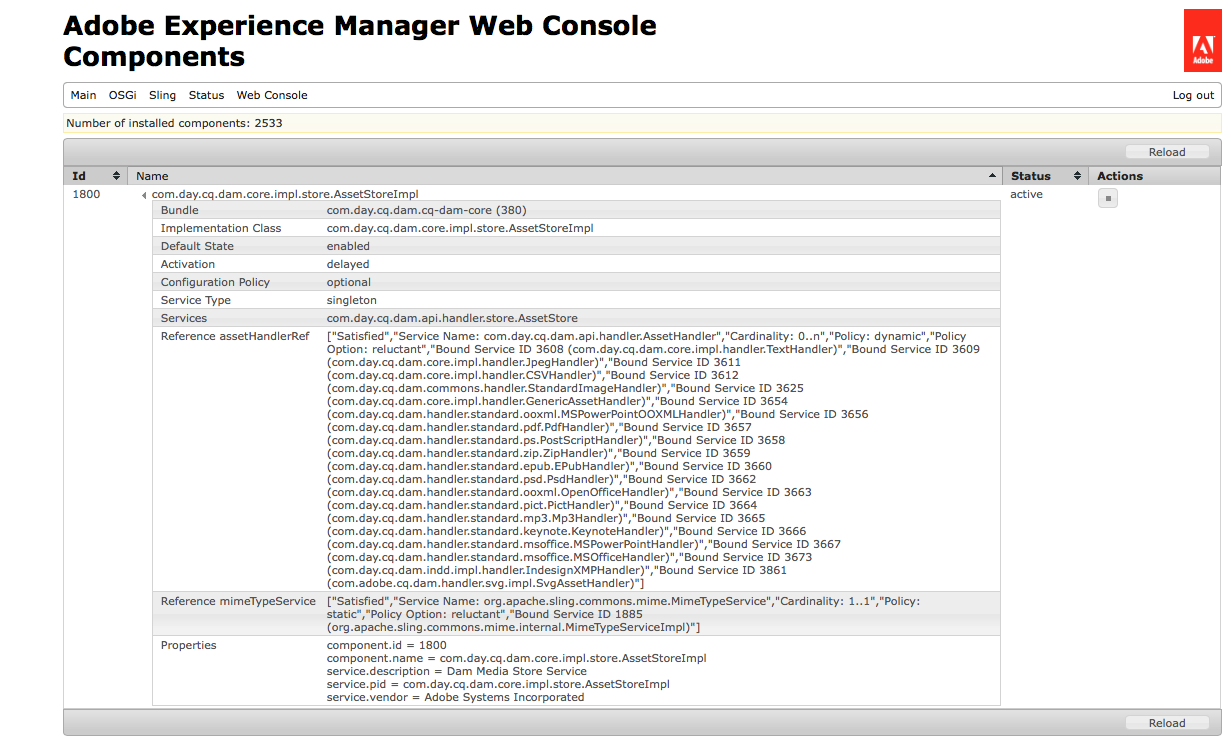 Adobe Experience Manager Web Console
Components
Adobe
Main OSGi Sling Status Web Console Log out
Number of installed components: 2533
Reload
Id Name Status Actions
1800 com.day.cq.dam.core.impl.store.AssetStoreImpl active
Bundle com.day.cq.dam.cq-dam-core (380)
Implementation Class com.day.cq.dam.core.impl.store.AssetStoreImpl
Default State enabled
Activation delayed
Configuration Policy optional
Service Type singleton
Services com.day.cq.dam.api.handler.store.AssetStore
Reference assetHandlerRef ["Satisfied","Service Name: com.day.cq.dam.api.handler.AssetHandler","Cardinality: 0..n","Policy: dynamic","Policy
Option: reluctant","Bound Service ID 3608 (com.day.cq.dam.core.impl.handler.TextHandler)","Bound Service ID 3609
(com.day.cq.dam.core.impl.handler.JpegHandler)","Bound Service ID 3611
(com.day.cq.dam.core.impl.handler.CSVHandler)","Bound Service ID 3612
(com.day.cq.dam.commons.handler.StandardImageHandler)","Bound Service ID 3625
(com.day.cq.dam.core.impl.handler.GenericAssetHandler)","Bound Service ID 3654
(com.day.cq.dam.handler.standard.ooxml.MSPowerPointOOXMLHandler)","Bound Service ID 3656
(com.day.cq.dam.handler.standard.pdf.PdfHandler)","Bound Service ID 3657
(com.day.cq.dam.handler.standard.ps.PostScriptHandler)","Bound Service ID 3658
(com.day.cq.dam.handler.standard.zip.ZipHandler)","Bound Service ID 3659
(com.day.cq.dam.handler.standard.epub.EPubHandler)","Bound Service ID 3660
(com.day.cq.dam.handler.standard.psd.PsdHandler)","Bound Service ID 3662
(com.day.cq.dam.handler.standard.ooxml.OpenOfficeHandler)","Bound Service ID 3663
(com.day.cq.dam.handler.standard.pict.PictHandler)","Bound Service ID 3664
(com.day.cq.dam.handler.standard.mp3.Mp3Handler)","Bound Service ID 3665
(com.day.cq.dam.handler.standard.keynote.KeynoteHandler)","Bound Service ID 3666
(com.day.cq.dam.handler.standard.msoffice.MSPowerPointHandler)","Bound Service ID 3667
(com.day.cq.dam.handler.standard.msoffice.MSOfficeHandler)","Bound Service ID 3673
(com.day.cq.dam.indd.impl.handler.IndesignXMPHandler)","Bound Service ID 3861
(com.adobe.cq.dam.handler.svg.impl.SvgAssetHandler)"]
Reference mimeTypeService ["Satisfied","Service Name: org.apache.sling.commons.mime.MimeTypeService","Cardinality: 1..1","Policy:
static","Policy Option: reluctant","Bound Service ID 1885
(org.apache.sling.commons.mime.internal.MimeTypeServiceImpl)"]
Properties component.id = 1800
component.name = com.day.cq.dam.core.impl.store.AssetStoreImpl
service.description = Dam Media Store Service
service.pid = com.day.cq.dam.core.impl.store.AssetStoreImpl
service.vendor = Adobe Systems Incorporated
Reload